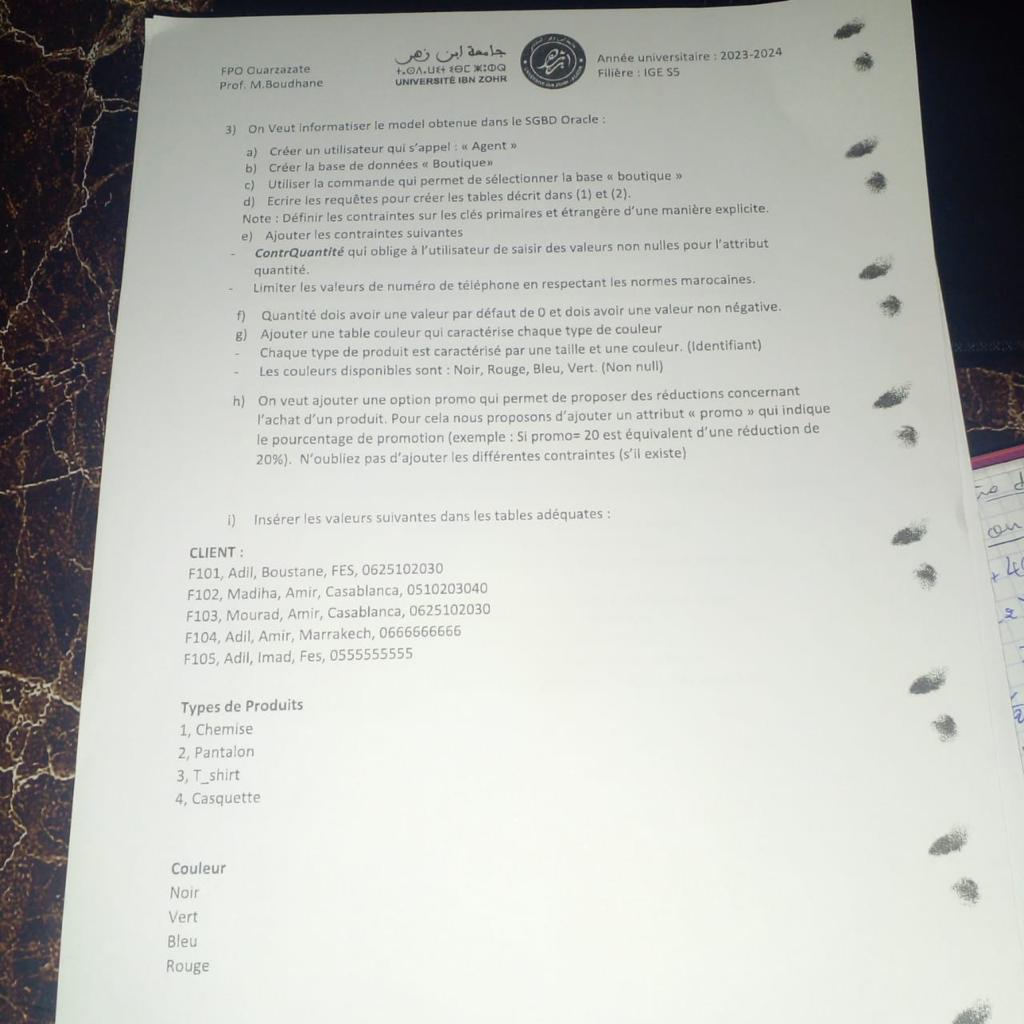 FPO Ouarzazate
Prof. M.Boudhane
جامعة ابن زهر
ⵜⴰⵙⴷⴰⵡⵉⵜ ⵉⴱⵏ ⵣⵓⵀⵔ
UNIVERSITÉ IBN ZOHR
Année universitaire : 2023-2024
Filière : IGE S5
3) On Veut informatiser le model obtenue dans le SGBD Oracle :
a) Créer un utilisateur qui s'appel : « Agent »
b) Créer la base de données « Boutique»
c) Utiliser la commande qui permet de sélectionner la base « boutique »
d) Ecrire les requêtes pour créer les tables décrit dans (1) et (2).
Note : Définir les contraintes sur les clés primaires et étrangère d'une manière explicite.
e) Ajouter les contraintes suivantes
- ContrQuantité qui oblige à l'utilisateur de saisir des valeurs non nulles pour l'attribut
quantité.
- Limiter les valeurs de numéro de téléphone en respectant les normes marocaines.
f) Quantité dois avoir une valeur par défaut de 0 et dois avoir une valeur non négative.
g) Ajouter une table couleur qui caractérise chaque type de couleur
- Chaque type de produit est caractérisé par une taille et une couleur. (Identifiant)
- Les couleurs disponibles sont : Noir, Rouge, Bleu, Vert. (Non null)
h) On veut ajouter une option promo qui permet de proposer des réductions concernant
l'achat d'un produit. Pour cela nous proposons d'ajouter un attribut « promo » qui indique
le pourcentage de promotion (exemple : Si promo= 20 est équivalent d'une réduction de
20%). N'oubliez pas d'ajouter les différentes contraintes (s'il existe)
i) Insérer les valeurs suivantes dans les tables adéquates :
CLIENT :
F101, Adil, Boustane, FES, 0625102030
F102, Madiha, Amir, Casablanca, 0510203040
F103, Mourad, Amir, Casablanca, 0625102030
F104, Adil, Amir, Marrakech, 0666666666
F105, Adil, Imad, Fes, 0555555555
Types de Produits
1, Chemise
2, Pantalon
3, T_shirt
4, Casquette
Couleur
Noir
Vert
Bleu
Rouge